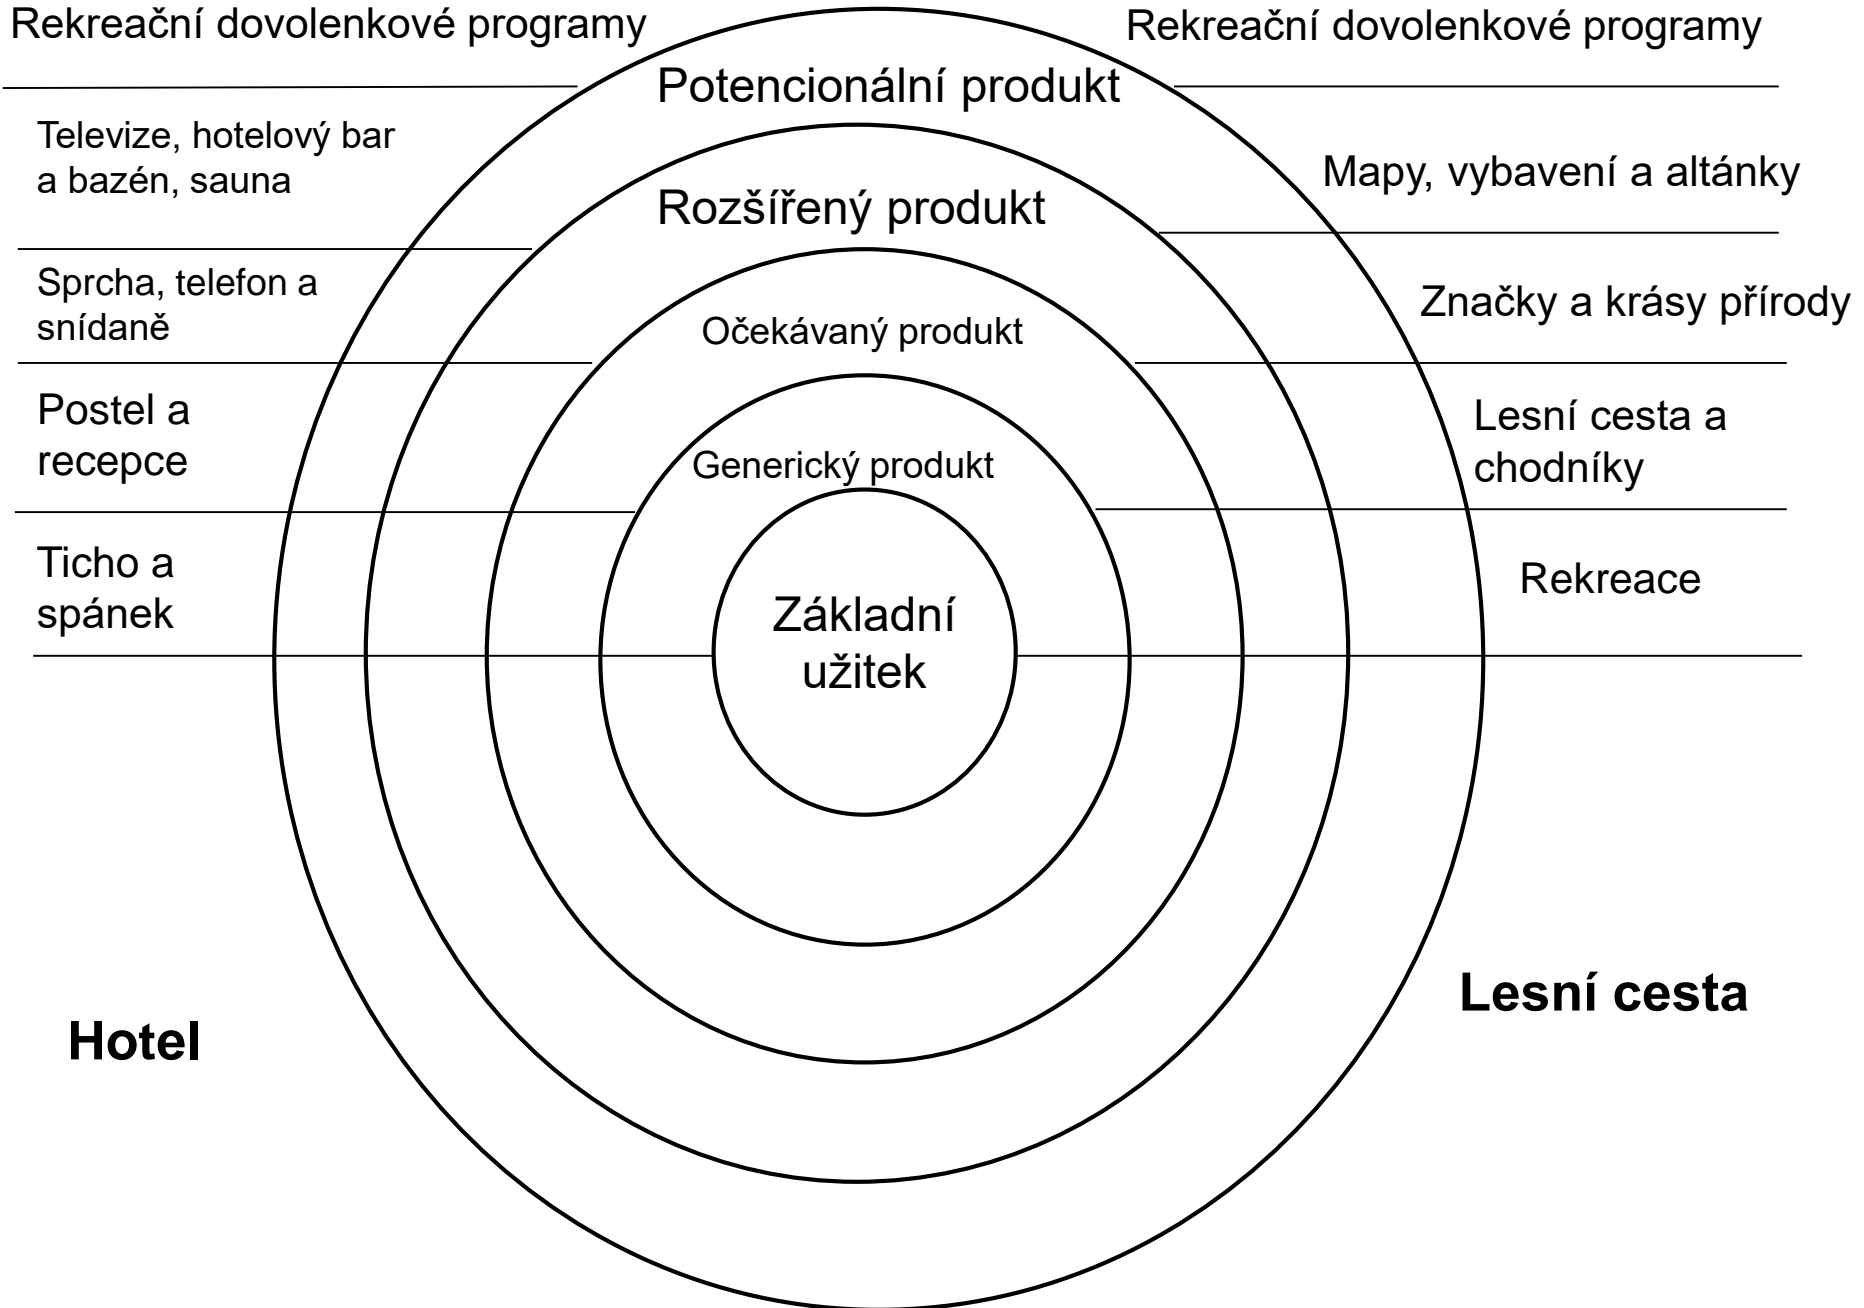 Rekreační dovolenkové programy
Rekreační dovolenkové programy
Potencionální produkt
Televize, hotelový bar
a bazén, sauna
Mapy, vybavení a altánky
Rozšířený produkt
Sprcha, telefon a
snídaně
Značky a krásy přírody
Očekávaný produkt
Postel a
recepce
Lesní cesta a
chodníky
Generický produkt
Ticho a
spánek
Rekreace
Základní
užitek
Hotel
Lesní cesta